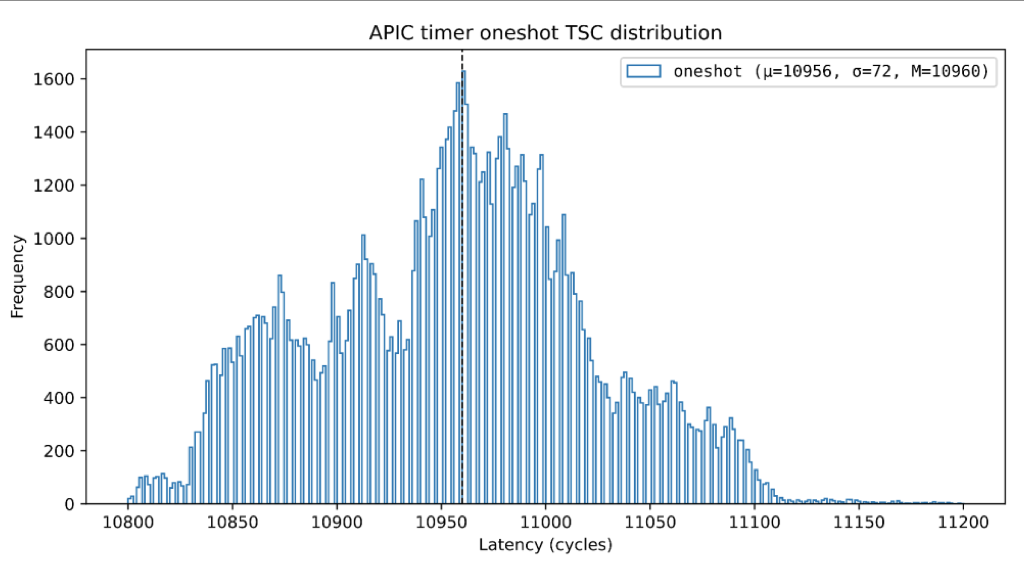 APIC timer oneshot TSC distribution
oneshot (μ=10956, σ=72, M=10960)
1600
1400
1200
1000
800
600
400
200
0
Frequency
10800 10850 10900 10950 11000 11050 11100 11150 11200
Latency (cycles)